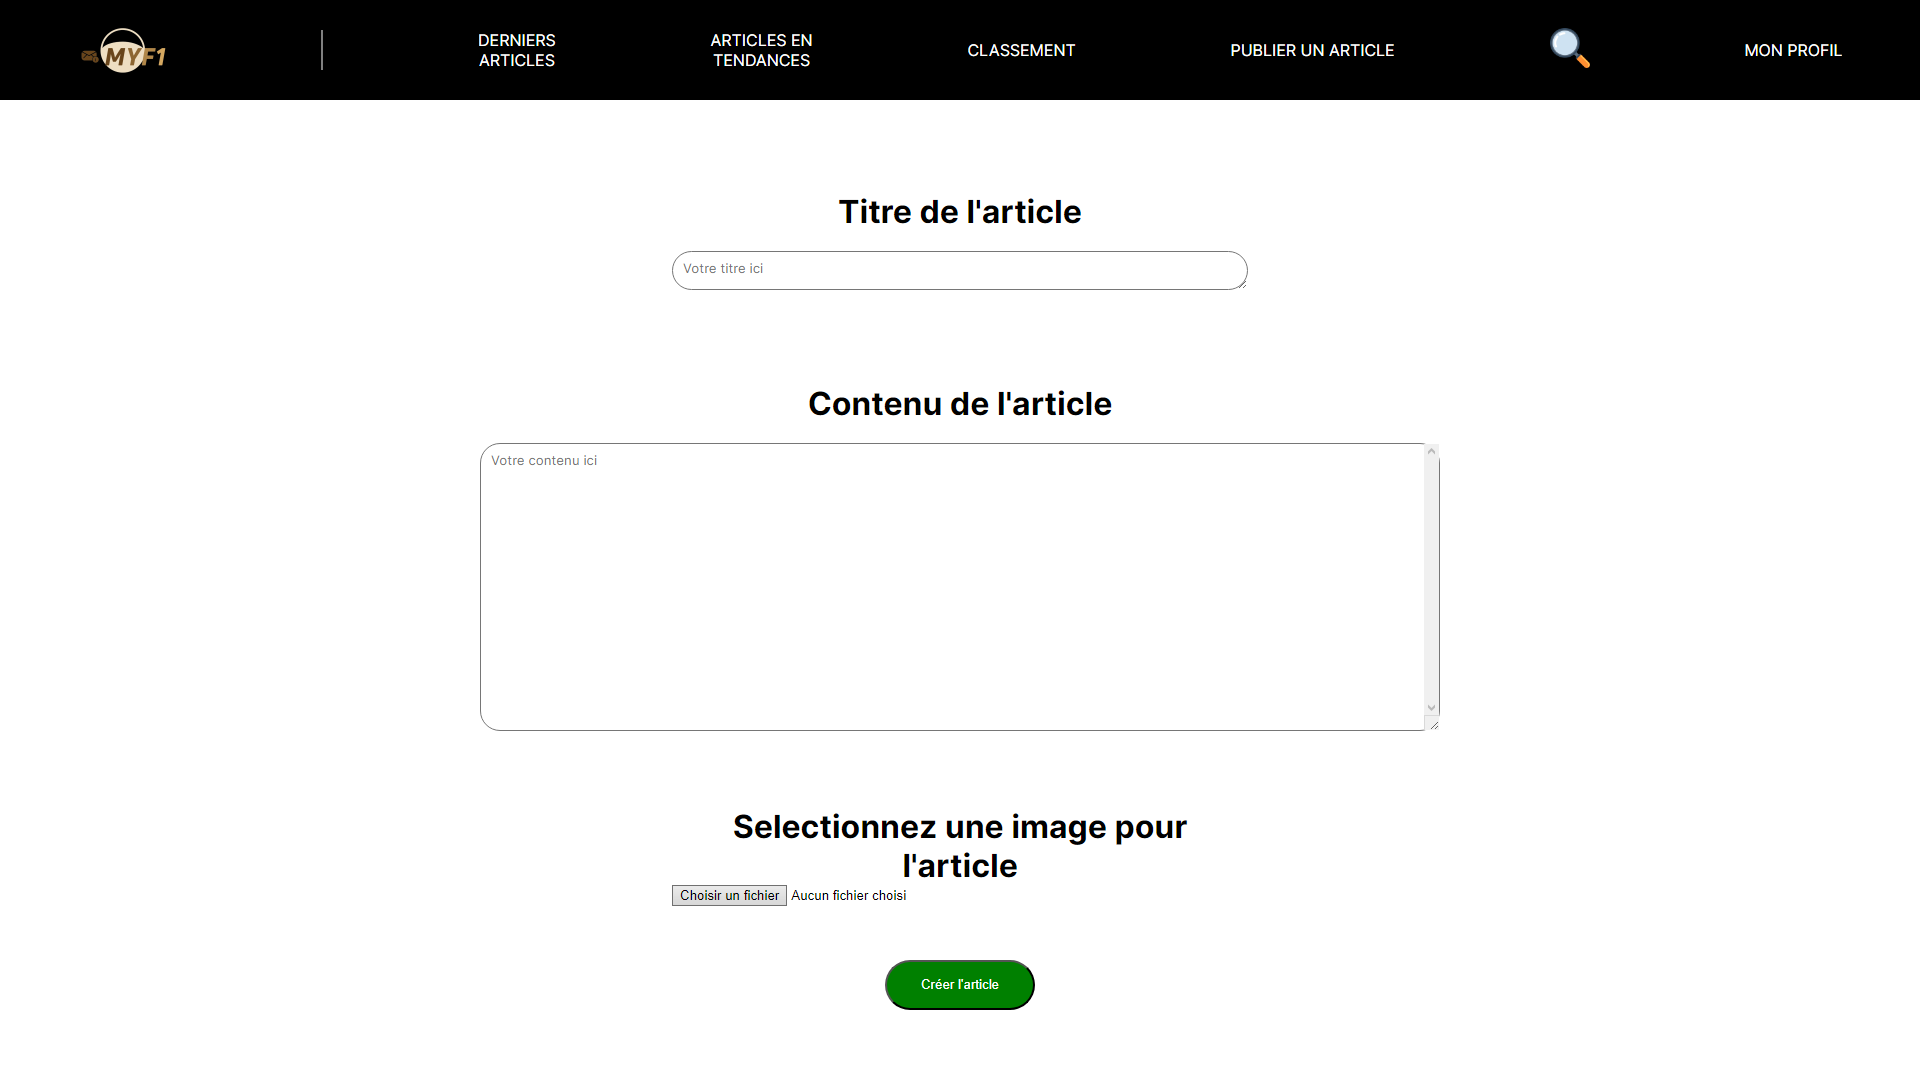 MYF1
DERNIERS
ARTICLES
ARTICLES EN
TENDANCES
CLASSEMENT
PUBLIER UN ARTICLE
MON PROFIL
Titre de l'article
Votre titre ici
Contenu de l'article
Votre contenu ici
Selectionnez une image pour
l'article
Choisir un fichier Aucun fichier choisi
Créer l'article